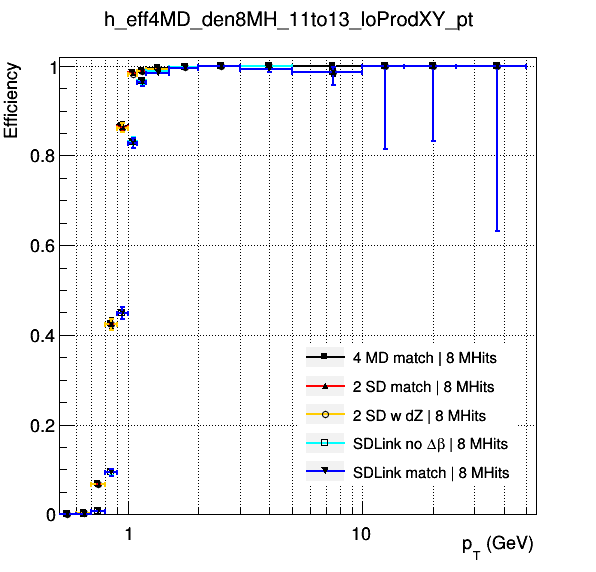 h_eff4MD_den8MH_11to13_loProdXY_pt
Efficiency
1
0.8
0.6
0.4
0.2
0
4 MD match | 8 MHits
2 SD match | 8 MHits
2 SD w dZ | 8 MHits
SDLink no Δβ | 8 MHits
SDLink match | 8 MHits
1
10
p_T (GeV)